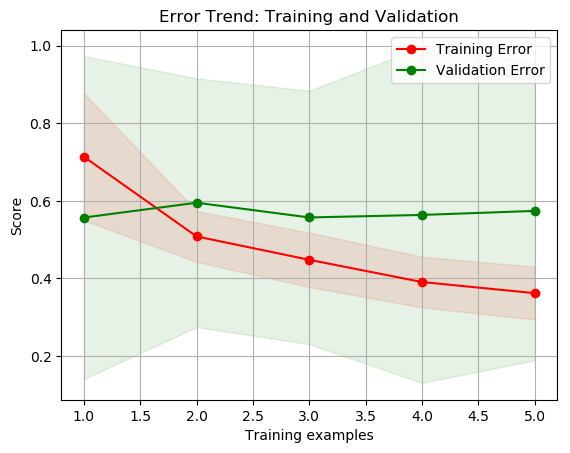 Error Trend: Training and Validation
Training Error
Validation Error
1.0
0.8
0.6
0.4
0.2
Score
1.0 1.5 2.0 2.5 3.0 3.5 4.0 4.5 5.0
Training examples